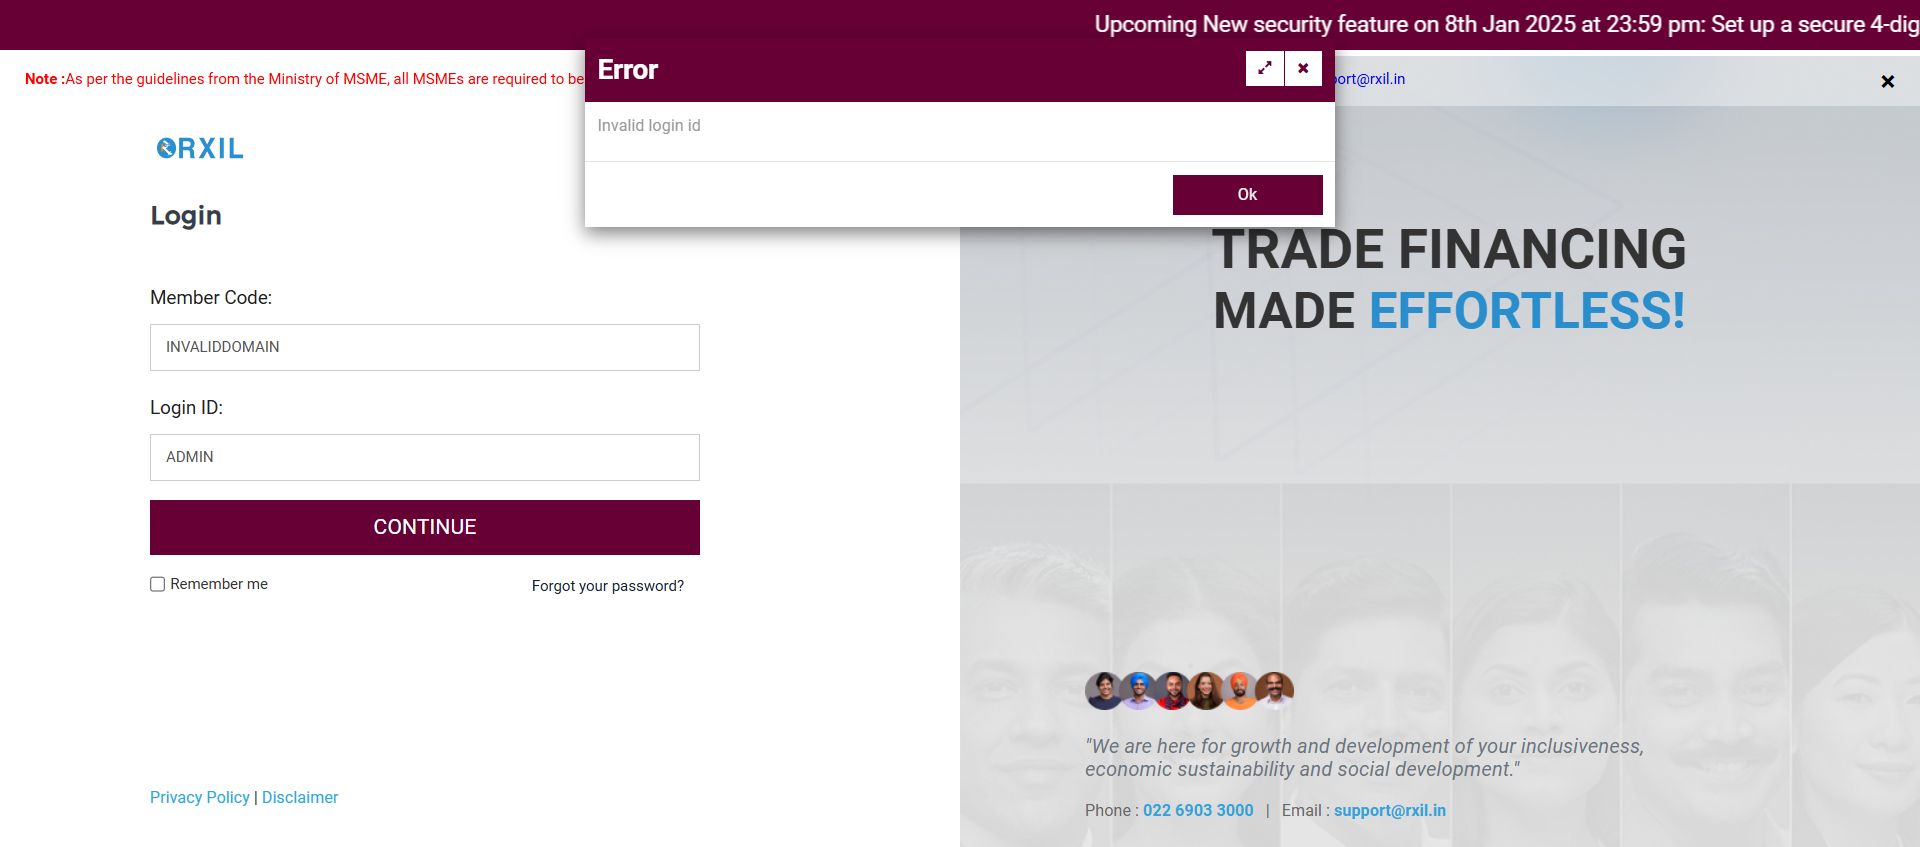 Upcoming New security feature on 8th Jan 2025 at 23:59 pm: Set up a secure 4-dig
Note :As per the guidelines from the Ministry of MSME, all MSMEs are required to be
port@rxil.in
Error
Invalid login id
Ok
RXIL
Login
Member Code:
INVALIDDOMAIN
Login ID:
ADMIN
CONTINUE
Remember me
Forgot your password?
Privacy Policy | Disclaimer
TRADE FINANCING
MADE EFFORTLESS!
"We are here for growth and development of your inclusiveness,
economic sustainability and social development."
Phone : 022 6903 3000 | Email : support@rxil.in